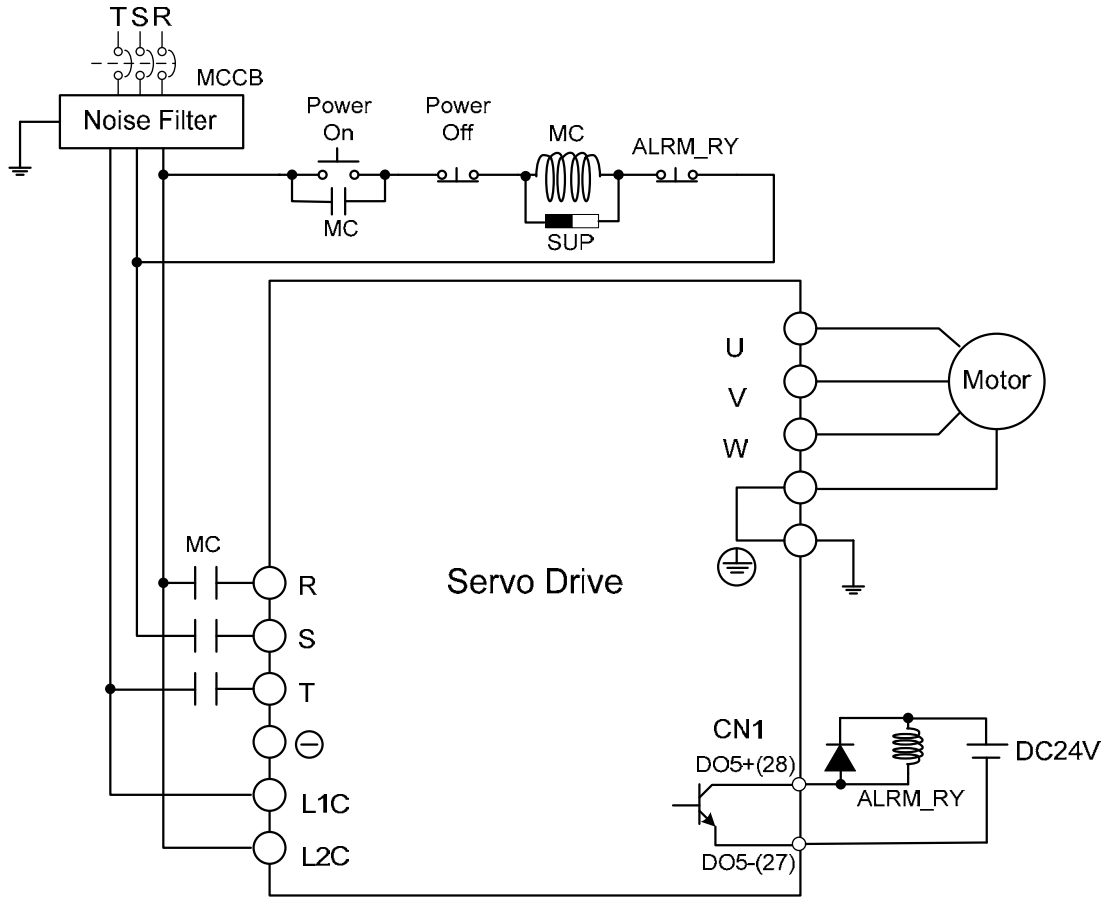 TSR
MCCB
Noise Filter
Power
On
Power
Off
MC
ALRM_RY
MC
SUP
U
V
W
Motor
MC
Servo Drive
R
S
T
L1C
L2C
CN1
DO5+(28)
DO5-(27)
ALRM_RY
DC24V